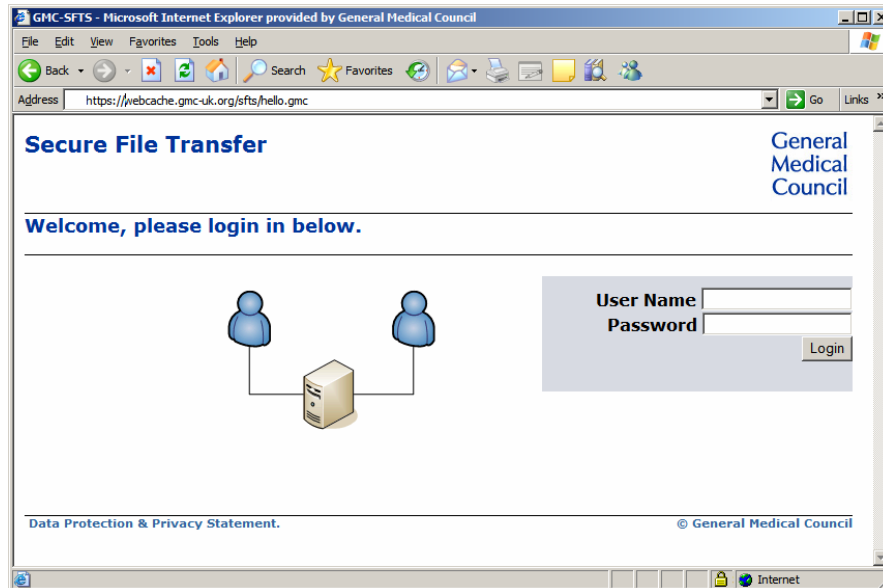 GMC-SFTS - Microsoft Internet Explorer provided by General Medical Council
File Edit View Favorites Tools Help
Back Search Favorites
Address https://webcache.gmc-uk.org/sfts/hello.gmc Go Links »
Secure File Transfer
General
Medical
Council
Welcome, please login in below.
User Name
Password
Login
Data Protection & Privacy Statement. © General Medical Council
Internet